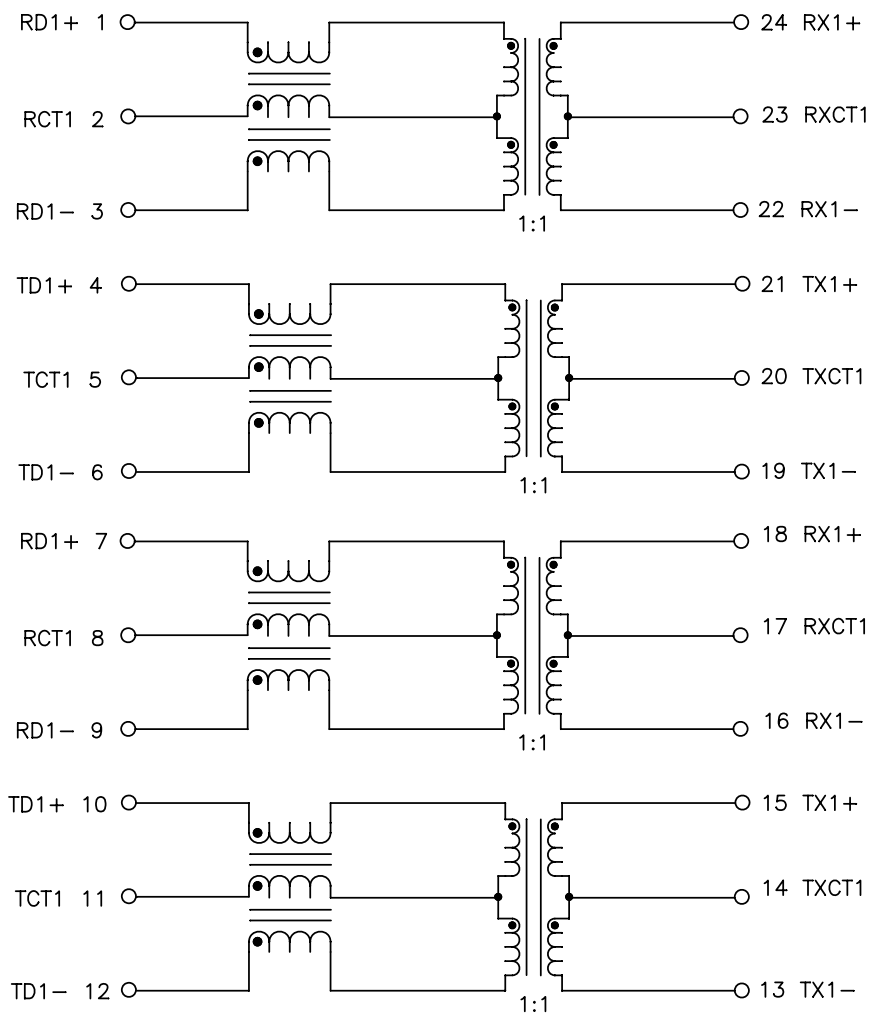 RD1+ 1 24 RX1+
RCT1 2 23 RXCT1
RD1- 3 22 RX1-
1:1
TD1+ 4 21 TX1+
TCT1 5 20 TXCT1
TD1- 6 19 TX1-
1:1
RD1+ 7 18 RX1+
RCT1 8 17 RXCT1
RD1- 9 16 RX1-
1:1
TD1+ 10 15 TX1+
TCT1 11 14 TXCT1
TD1- 12 13 TX1-
1:1